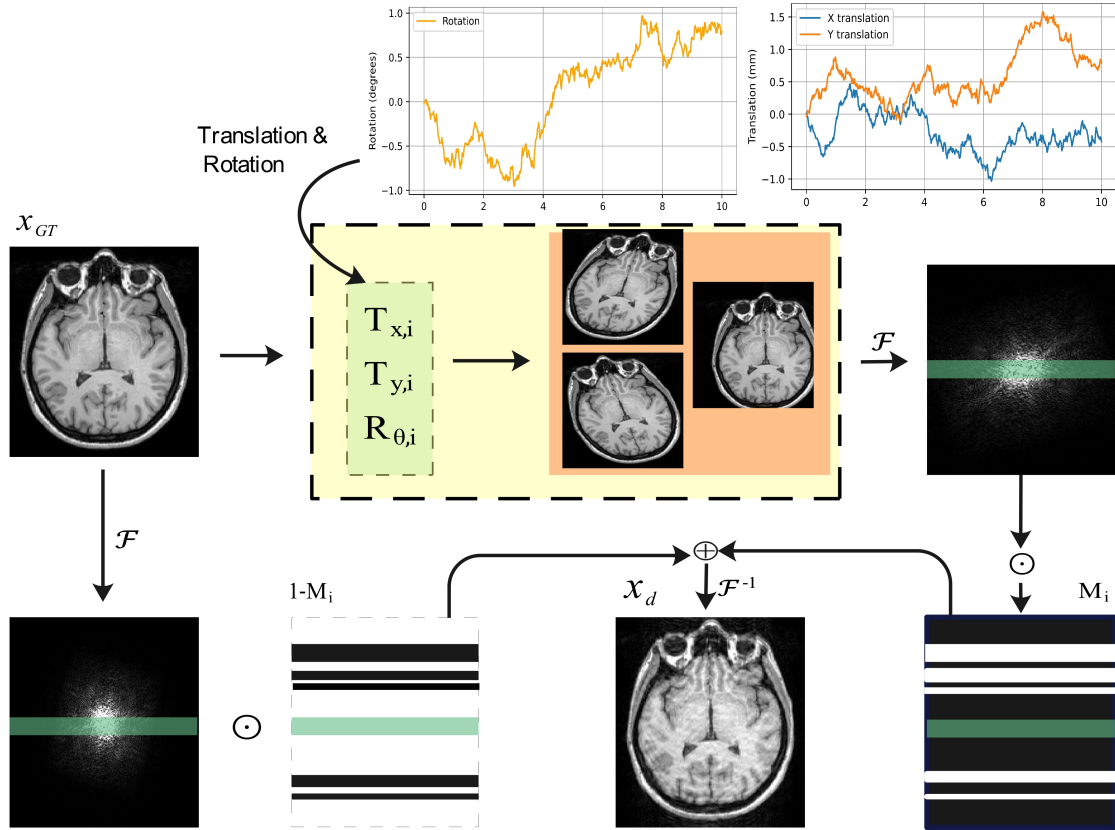 Rotation
Rotation (degrees)
1.0
0.5
0.0
−0.5
−1.0
0 2 4 6 8 10
X translation
Y translation
Translation (mm)
1.5
1.0
0.5
0.0
−0.5
−1.0
0 2 4 6 8 10
Translation &
Rotation
x_GT
T_x,i
T_y,i
R_θ,i
ℱ
ℱ
1-M_i
⊕
x_d
ℱ^-1
⊙
M_i
⊙